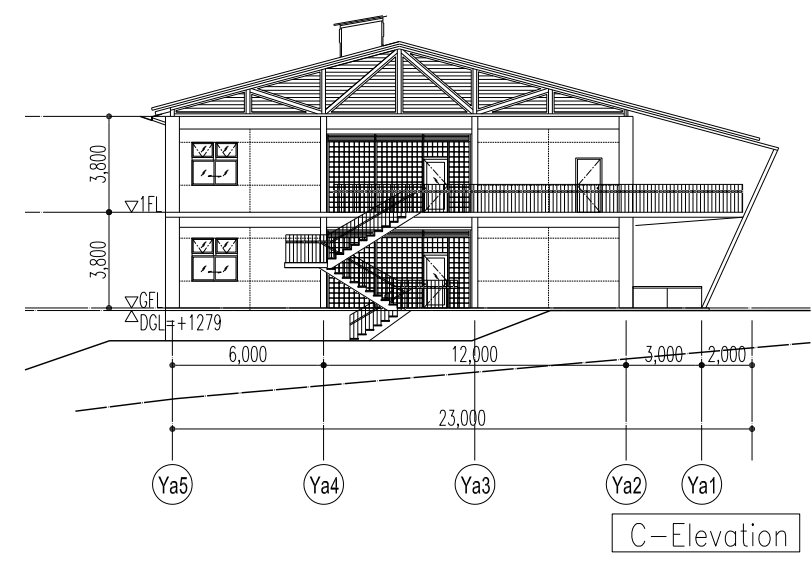 3,800
1FL
3,800
GFL
DGL=+1279
6,000
12,000
3,000
2,000
23,000
Ya5
Ya4
Ya3
Ya2
Ya1
C-Elevation